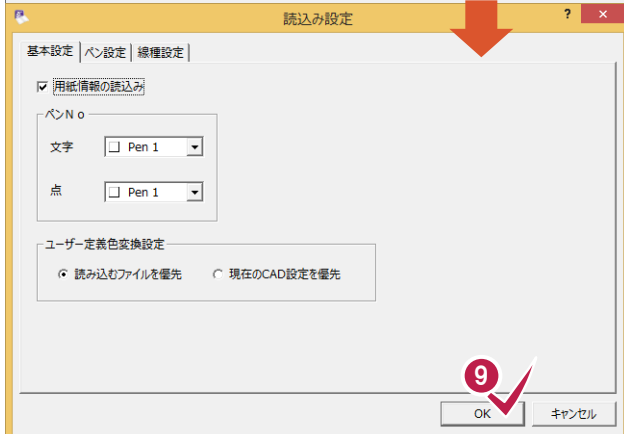 読込み設定
? ×
基本設定 ペン設定 線種設定
用紙情報の読込み
ペンNo
文字 Pen 1
点 Pen 1
ユーザー定義色変換設定
読み込むファイルを優先 現在のCAD設定を優先
9
OK キャンセル